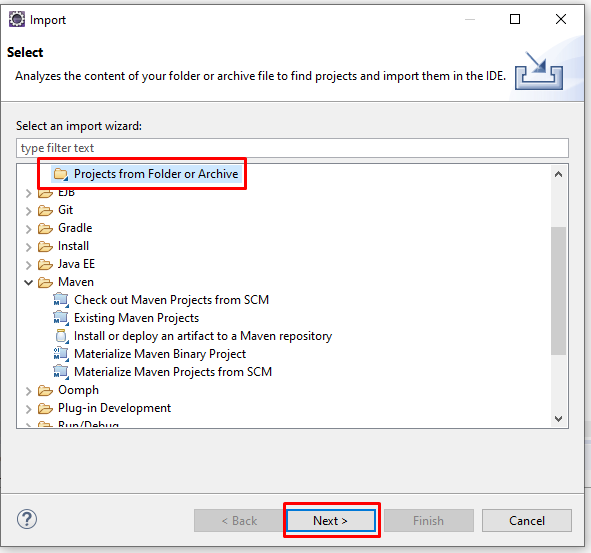 Import
Select
Analyzes the content of your folder or archive file to find projects and import them in the IDE.
Select an import wizard:
type filter text
Projects from Folder or Archive
EJB
Git
Gradle
Install
Java EE
Maven
Check out Maven Projects from SCM
Existing Maven Projects
Install or deploy an artifact to a Maven repository
Materialize Maven Binary Project
Materialize Maven Projects from SCM
Oomph
Plug-in Development
Run/Debug
? < Back Next > Finish Cancel